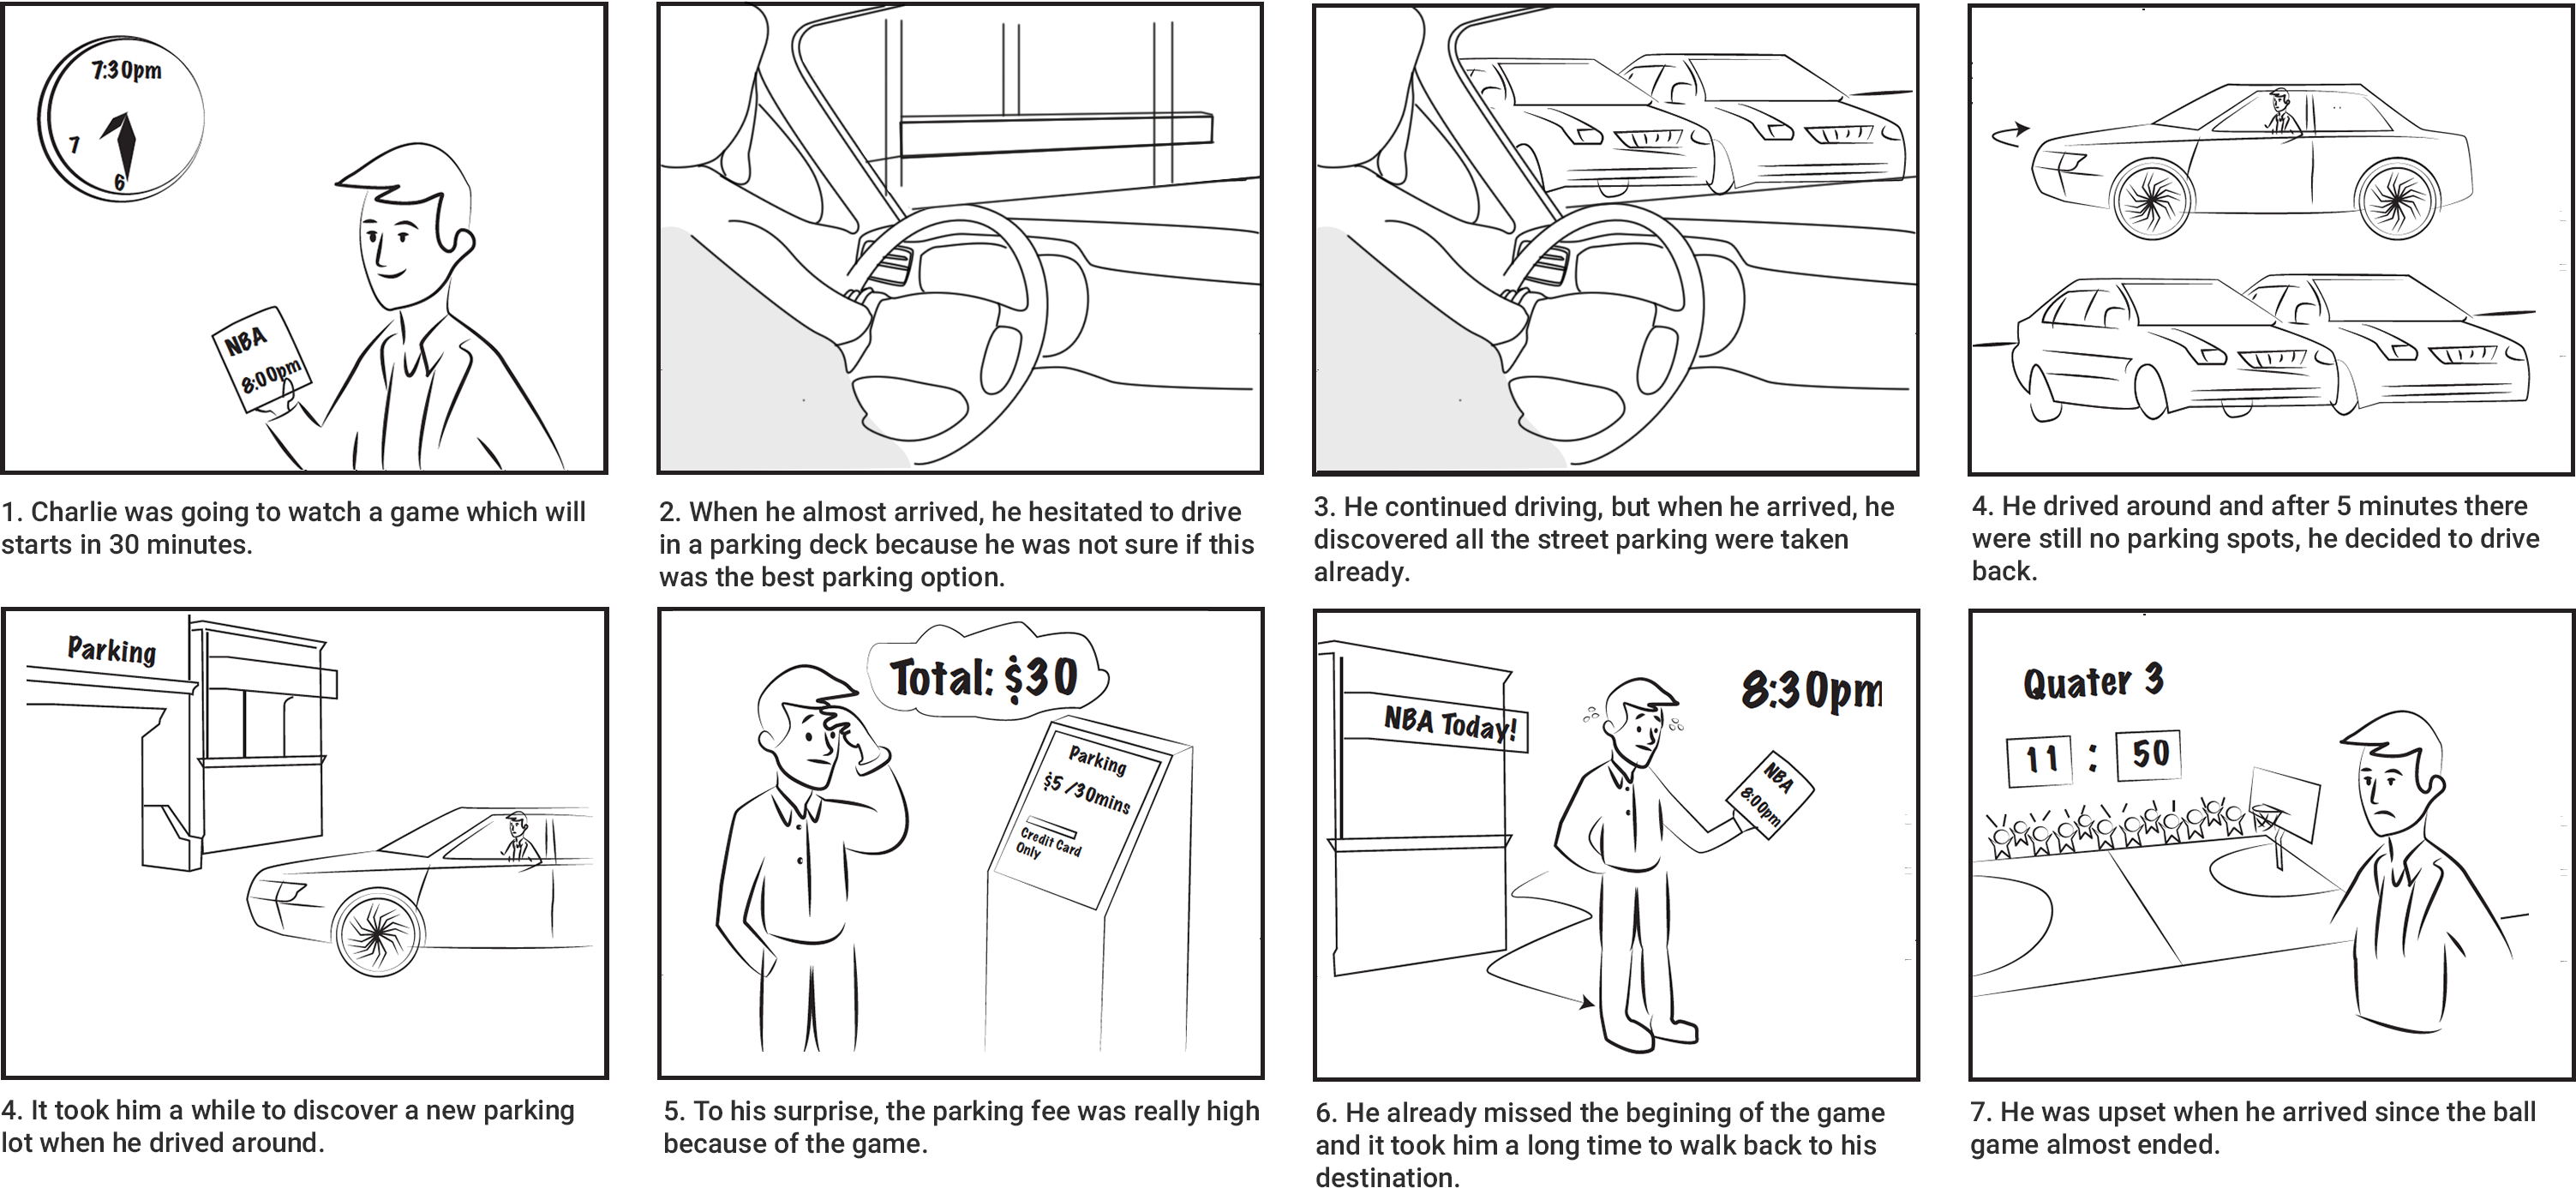 7:30pm
7
6
NBA
8:00pm
1. Charlie was going to watch a game which will
starts in 30 minutes.
2. When he almost arrived, he hesitated to drive
in a parking deck because he was not sure if this
was the best parking option.
3. He continued driving, but when he arrived, he
discovered all the street parking were taken
already.
4. He drived around and after 5 minutes there
were still no parking spots, he decided to drive
back.
Parking
4. It took him a while to discover a new parking
lot when he drived around.
Total: $30
Parking
$5 /30mins
Credit Card
Only
5. To his surprise, the parking fee was really high
because of the game.
NBA Today!
8:30pm
NBA
8:00pm
6. He already missed the begining of the game
and it took him a long time to walk back to his
destination.
Quater 3
11 : 50
7. He was upset when he arrived since the ball
game almost ended.